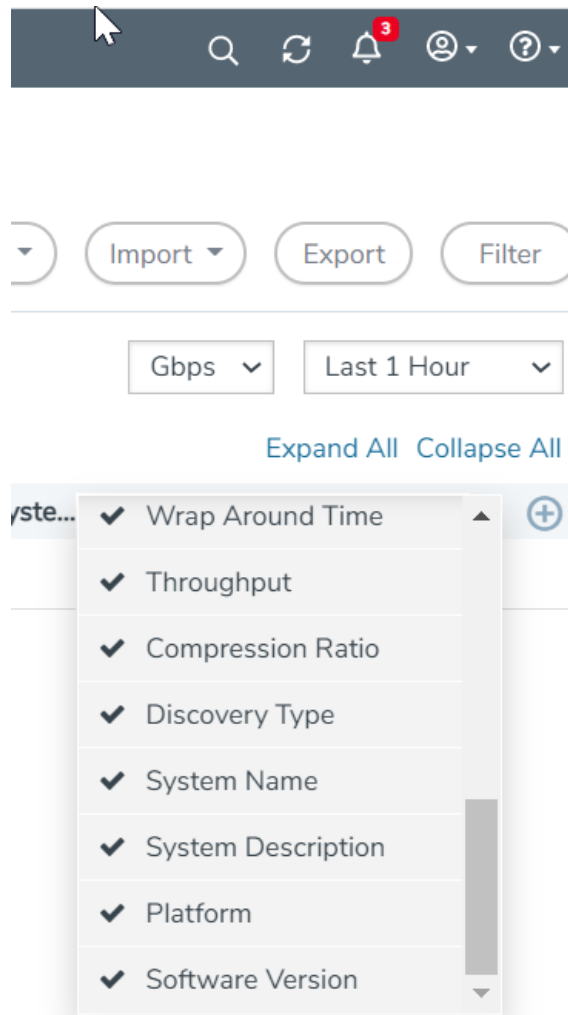 3
Import Export Filter
Gbps Last 1 Hour
Expand All Collapse All
yste... Wrap Around Time
Throughput
Compression Ratio
Discovery Type
System Name
System Description
Platform
Software Version